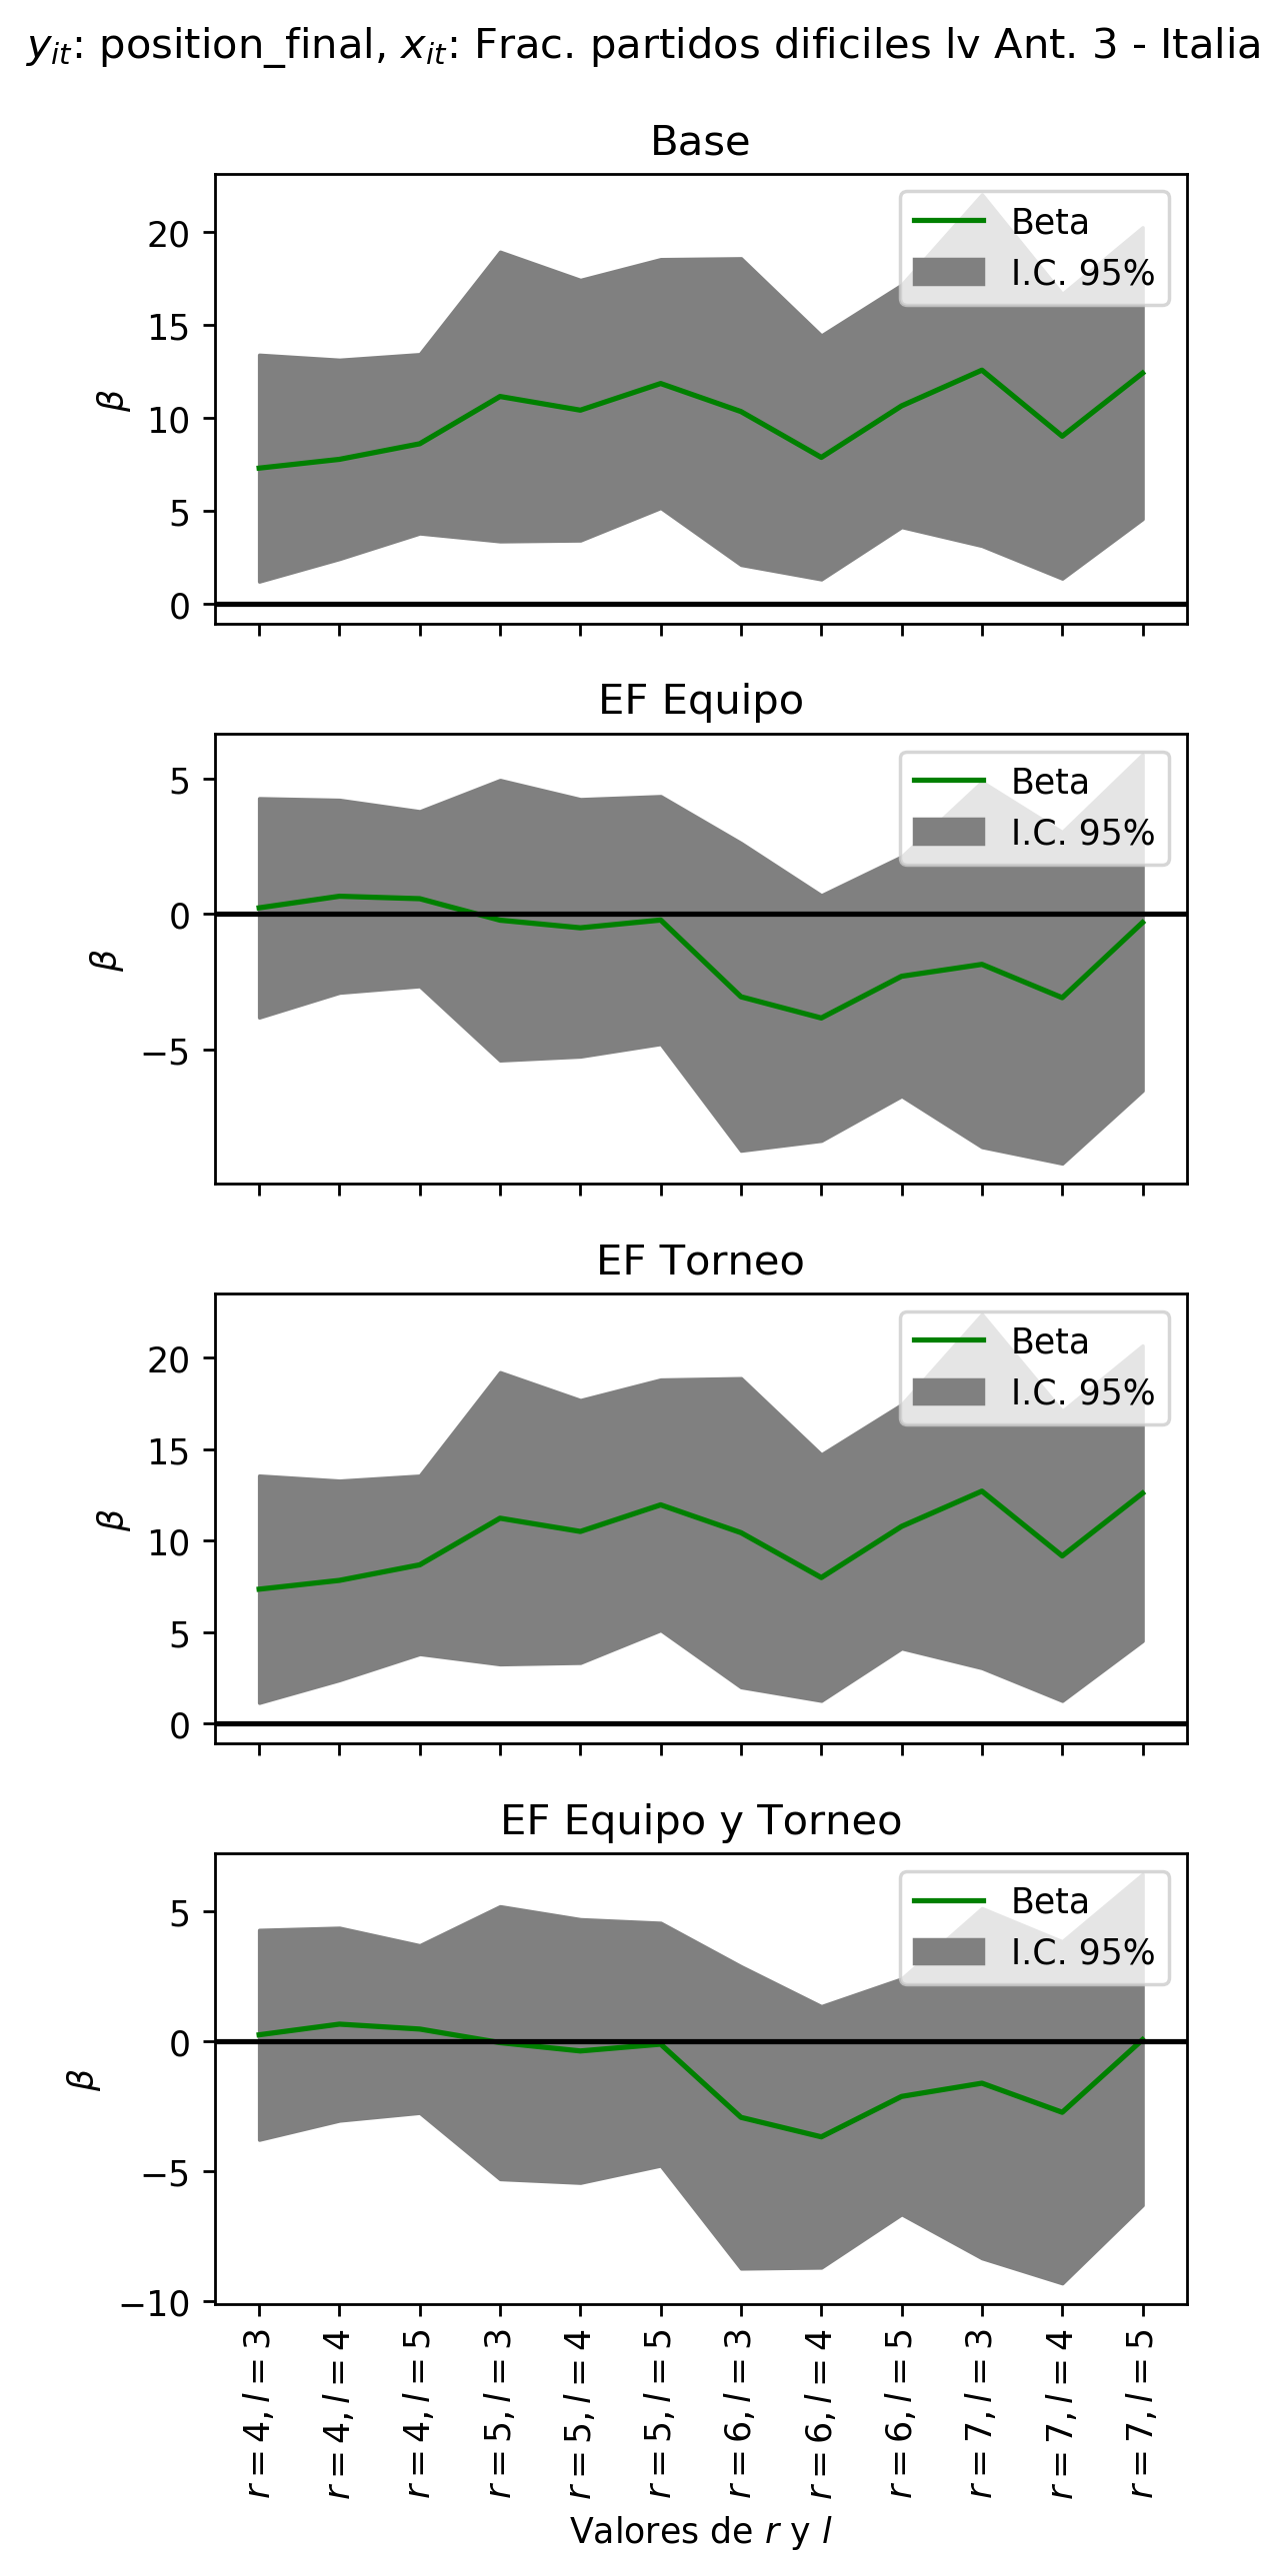 y_it: position_final, x_it: Frac. partidos dificiles lv Ant. 3 - Italia
Base
β
20
15
10
5
0
Beta
I.C. 95%
EF Equipo
β
5
0
−5
Beta
I.C. 95%
EF Torneo
β
20
15
10
5
0
Beta
I.C. 95%
EF Equipo y Torneo
β
5
0
−5
−10
Beta
I.C. 95%
r = 4, l = 3
r = 4, l = 4
r = 4, l = 5
r = 5, l = 3
r = 5, l = 4
r = 5, l = 5
r = 6, l = 3
r = 6, l = 4
r = 6, l = 5
r = 7, l = 3
r = 7, l = 4
r = 7, l = 5
Valores de r y l